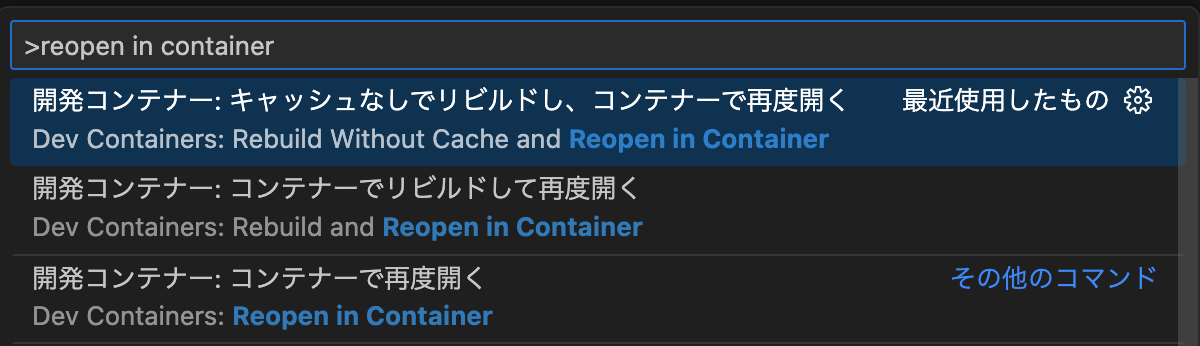 >reopen in container
開発コンテナー: キャッシュなしでリビルドし、コンテナーで再度開く 最近使用したもの
Dev Containers: Rebuild Without Cache and Reopen in Container
開発コンテナー: コンテナーでリビルドして再度開く
Dev Containers: Rebuild and Reopen in Container
開発コンテナー: コンテナーで再度開く その他のコマンド
Dev Containers: Reopen in Container